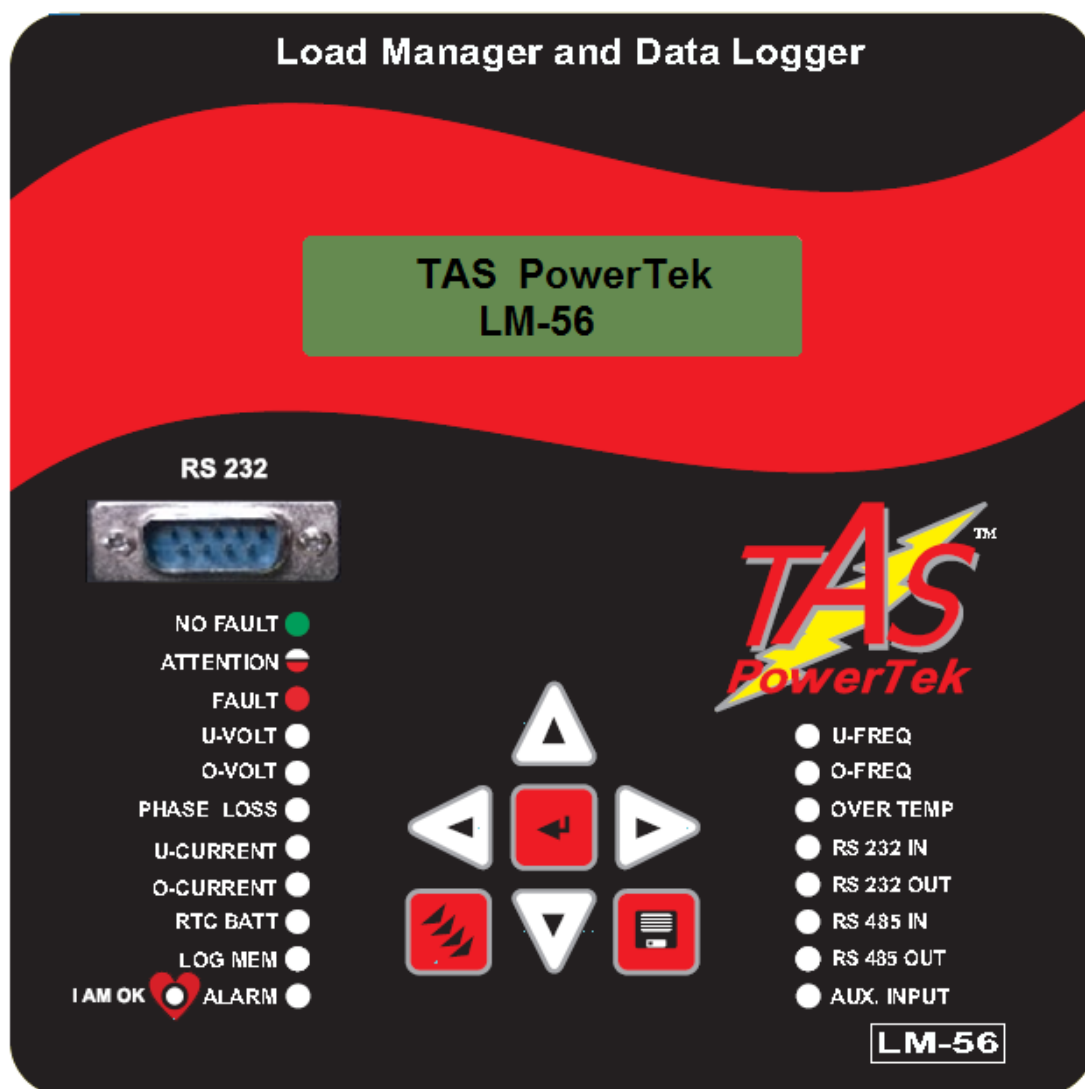 Load Manager and Data Logger
TAS PowerTek
LM-56
RS 232
TAS TM
PowerTek
NO FAULT
ATTENTION
FAULT
U-VOLT
O-VOLT
PHASE LOSS
U-CURRENT
O-CURRENT
RTC BATT
LOG MEM
I AM OK ALARM
U-FREQ
O-FREQ
OVER TEMP
RS 232 IN
RS 232 OUT
RS 485 IN
RS 485 OUT
AUX. INPUT
LM-56